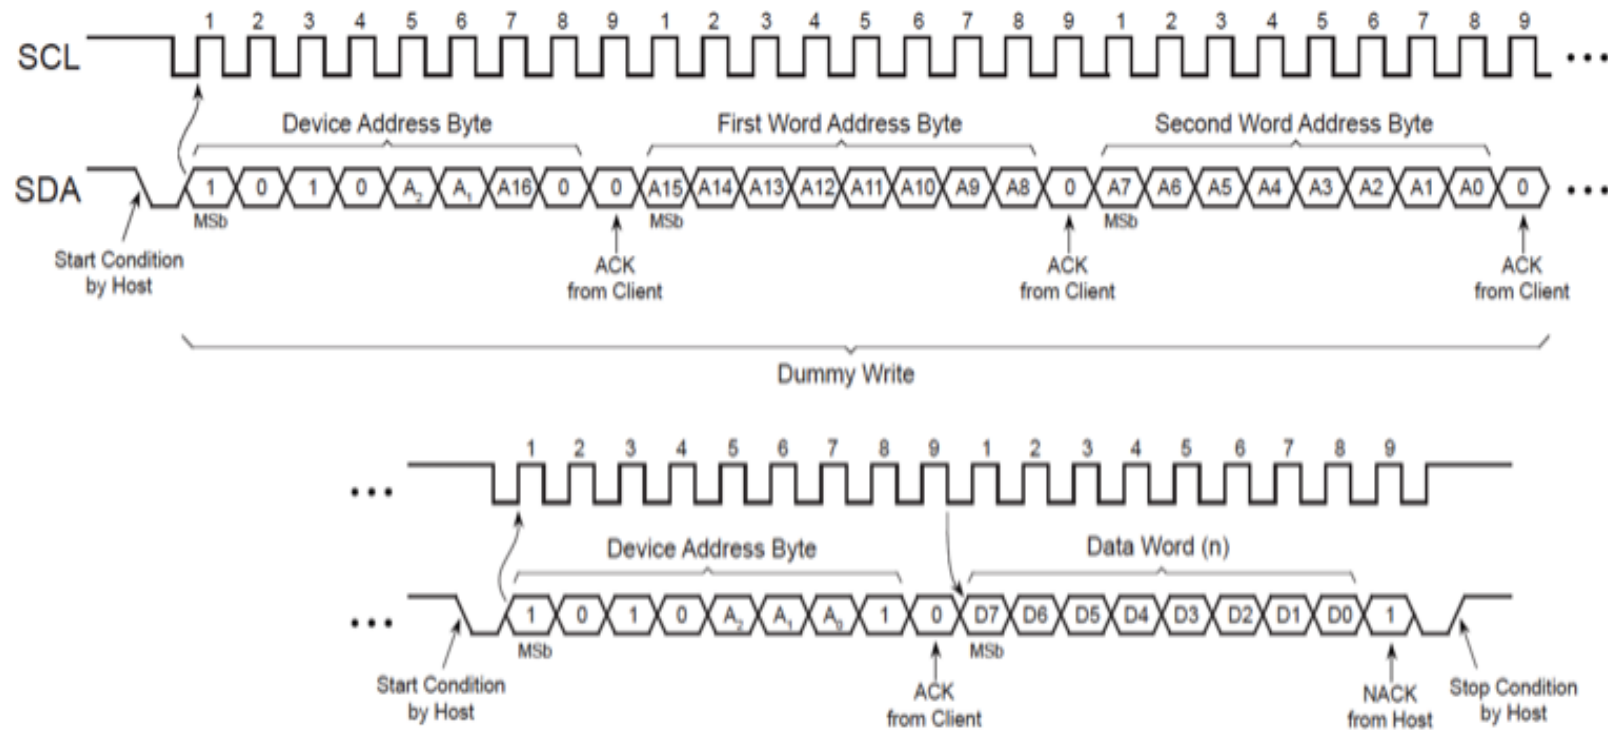 1 2 3 4 5 6 7 8 9 1 2 3 4 5 6 7 8 9 1 2 3 4 5 6 7 8 9
SCL
•••
Device Address Byte First Word Address Byte Second Word Address Byte
SDA 1 0 1 0 A₂ A₁ A16 0 0 A15 A14 A13 A12 A11 A10 A9 A8 0 A7 A6 A5 A4 A3 A2 A1 A0 0 •••
MSb MSb MSb
Start Condition
by Host
ACK
from Client
ACK
from Client
ACK
from Client
Dummy Write
1 2 3 4 5 6 7 8 9 1 2 3 4 5 6 7 8 9
•••
Device Address Byte Data Word (n)
••• 1 0 1 0 A₂ A₁ A₀ 1 0 D7 D6 D5 D4 D3 D2 D1 D0 1
MSb MSb
Start Condition
by Host
ACK
from Client
NACK
from Host
Stop Condition
by Host